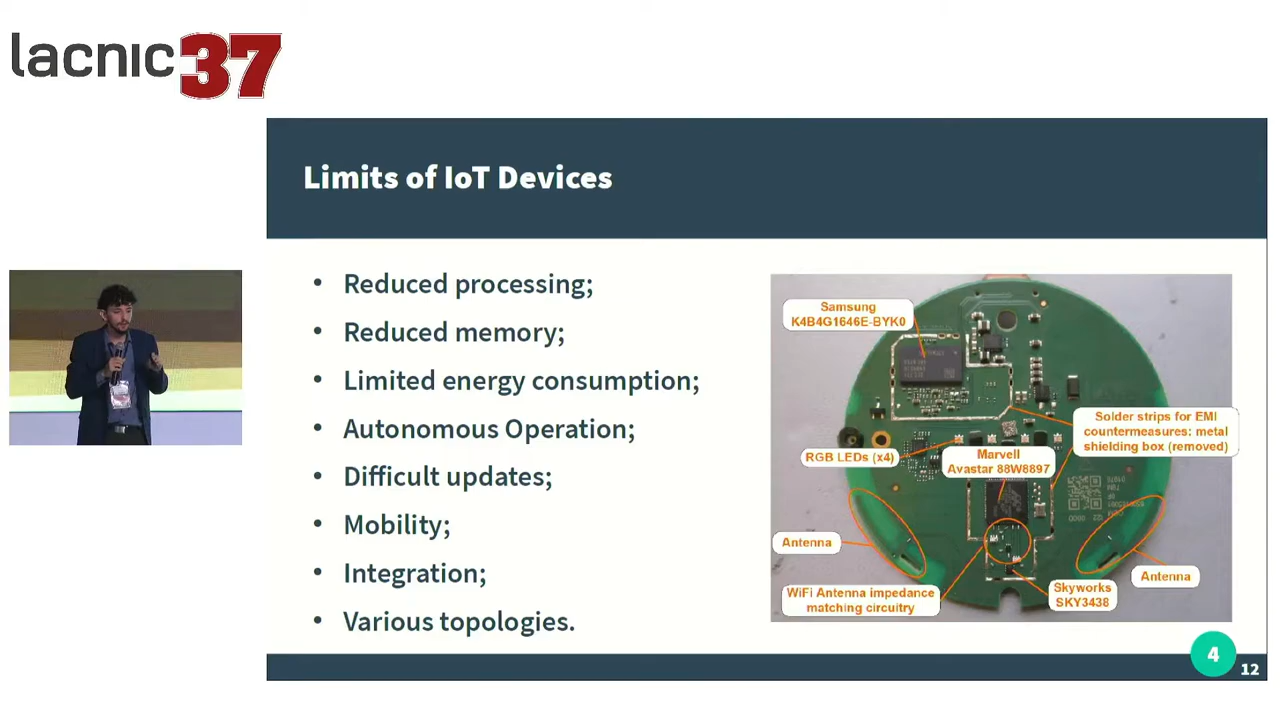 lacnic37
Limits of IoT Devices
• Reduced processing;
• Reduced memory;
• Limited energy consumption;
• Autonomous Operation;
• Difficult updates;
• Mobility;
• Integration;
• Various topologies.
Samsung
K4B4G1646E-BYK0
Solder strips for EMI
countermeasures: metal
shielding box (removed)
RGB LEDs (x4)
Marvell
Avastar 88W8897
Antenna
Antenna
WiFi Antenna impedance
matching circuitry
Skyworks
SKY3438
4
12